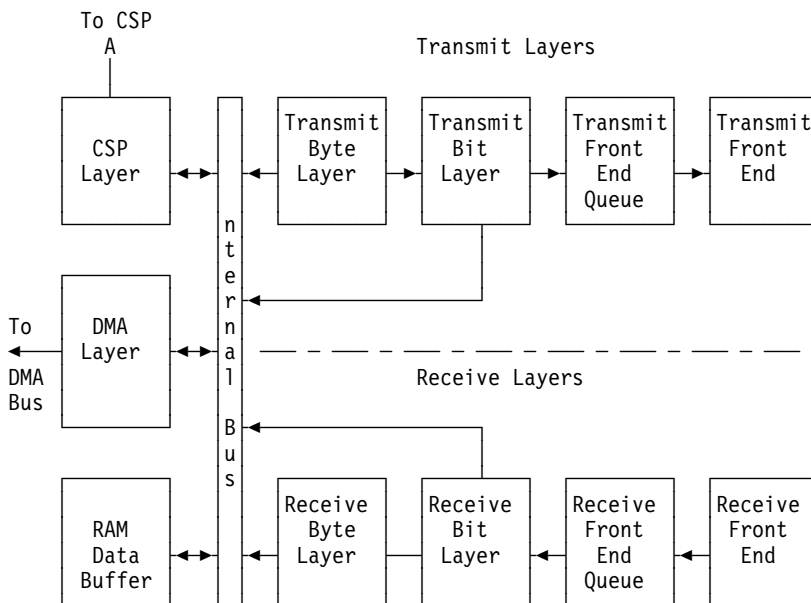 To CSP
A
Transmit Layers
CSP
Layer
Transmit
Byte
Layer
Transmit
Bit
Layer
Transmit
Front
End
Queue
Transmit
Front
End
nternal Bus
To
DMA
Bus
DMA
Layer
Receive Layers
RAM
Data
Buffer
Receive
Byte
Layer
Receive
Bit
Layer
Receive
Front
End
Queue
Receive
Front
End